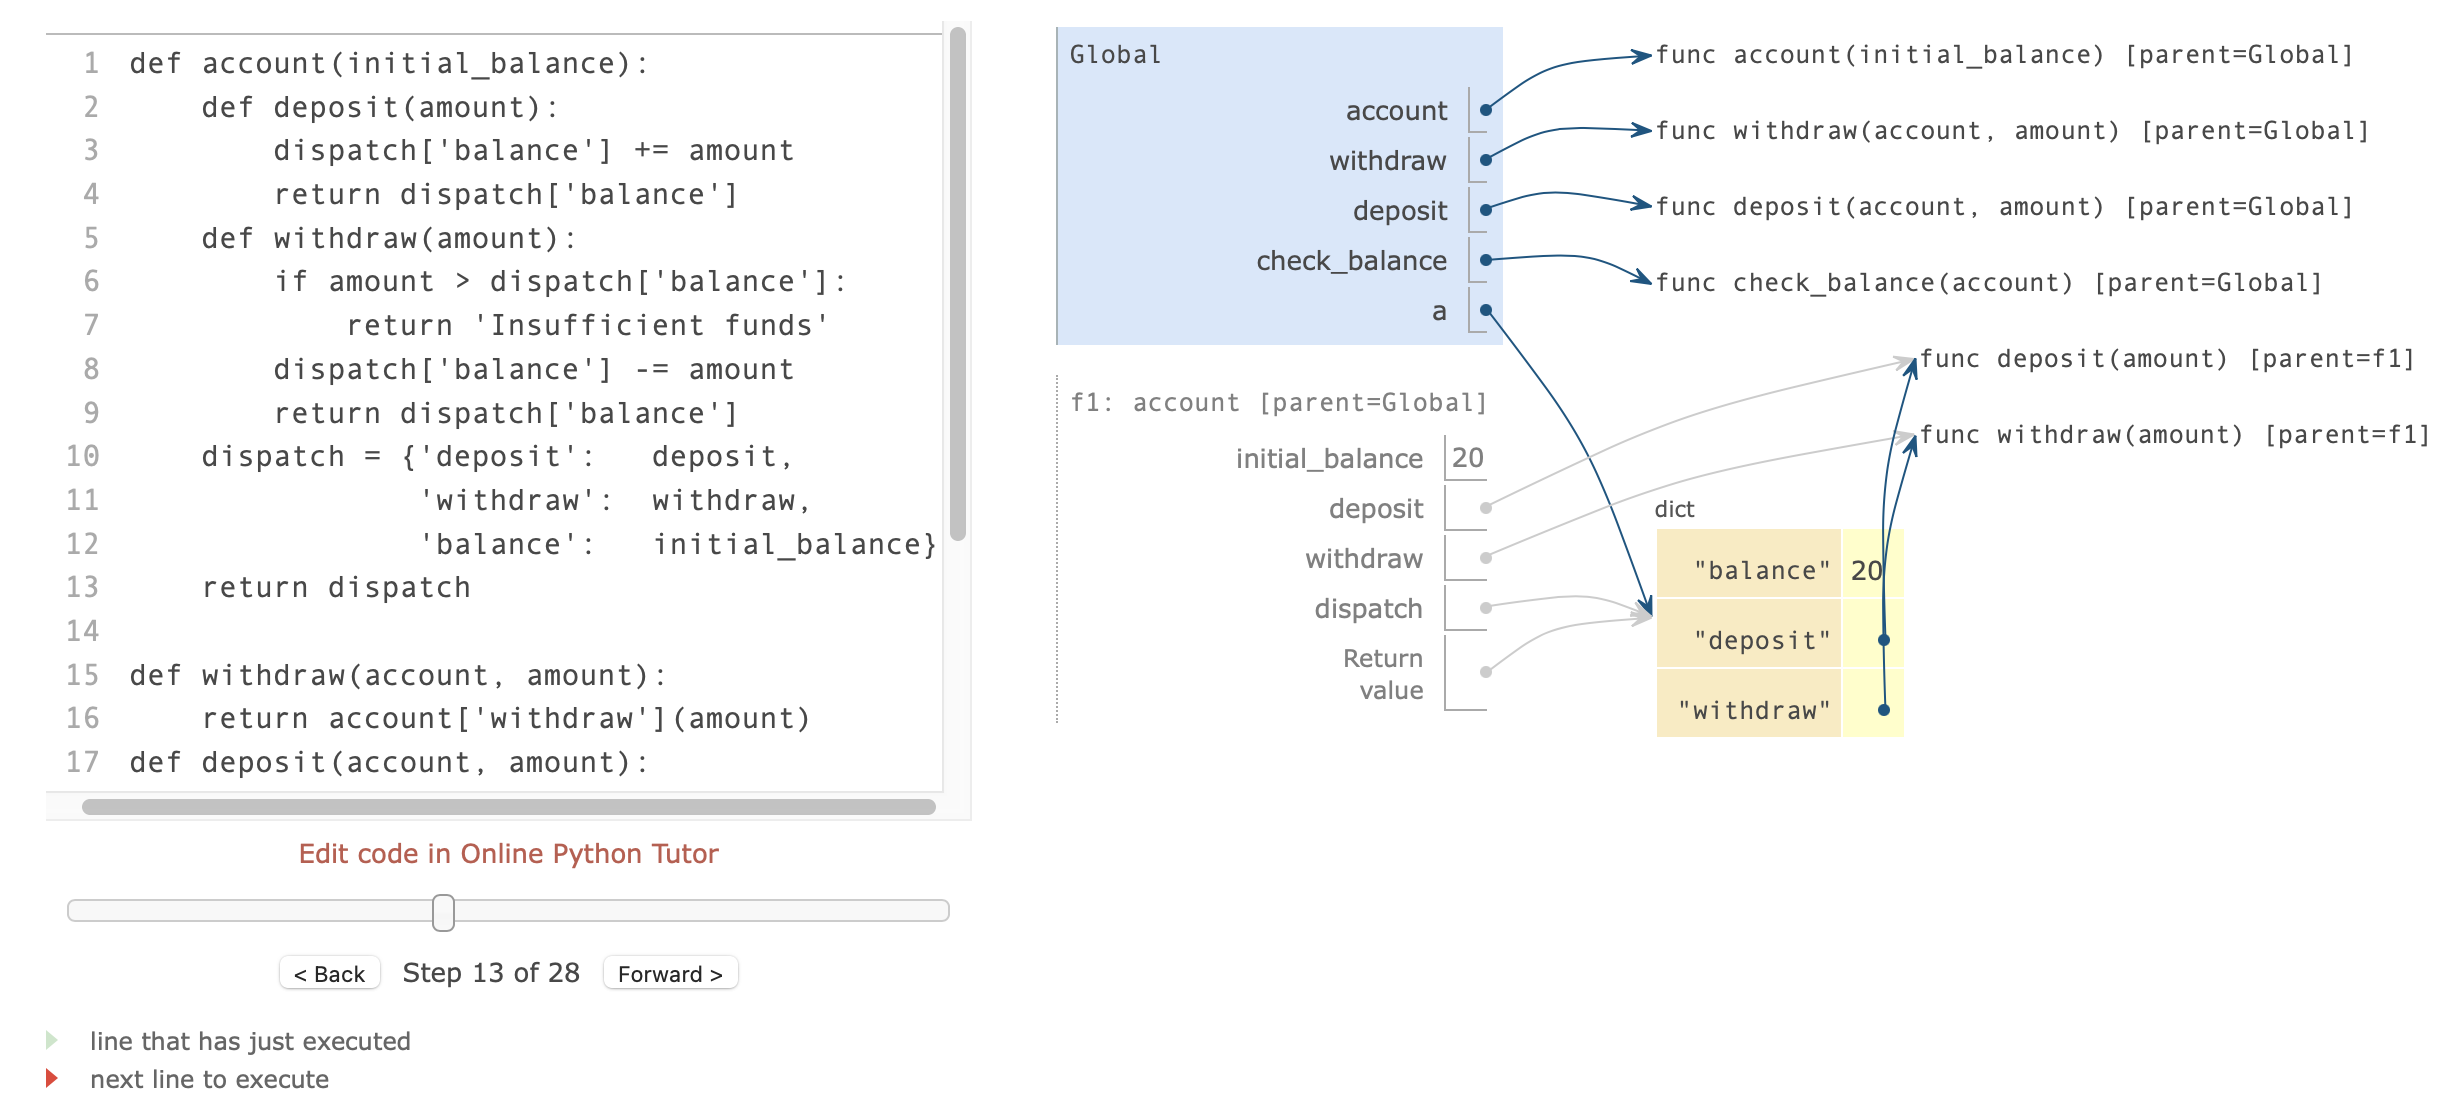 1 def account(initial_balance):
2     def deposit(amount):
3         dispatch['balance'] += amount
4         return dispatch['balance']
5     def withdraw(amount):
6         if amount > dispatch['balance']:
7             return 'Insufficient funds'
8         dispatch['balance'] -= amount
9         return dispatch['balance']
10     dispatch = {'deposit':   deposit,
11                 'withdraw':  withdraw,
12                 'balance':   initial_balance}
13     return dispatch
14
15 def withdraw(account, amount):
16     return account['withdraw'](amount)
17 def deposit(account, amount):
Edit code in Online Python Tutor
< Back Step 13 of 28 Forward >
line that has just executed
next line to execute
Global
account
withdraw
deposit
check_balance
a
func account(initial_balance) [parent=Global]
func withdraw(account, amount) [parent=Global]
func deposit(account, amount) [parent=Global]
func check_balance(account) [parent=Global]
func deposit(amount) [parent=f1]
func withdraw(amount) [parent=f1]
f1: account [parent=Global]
initial_balance 20
deposit
withdraw
dispatch
Return
value
dict
"balance" 20
"deposit"
"withdraw"